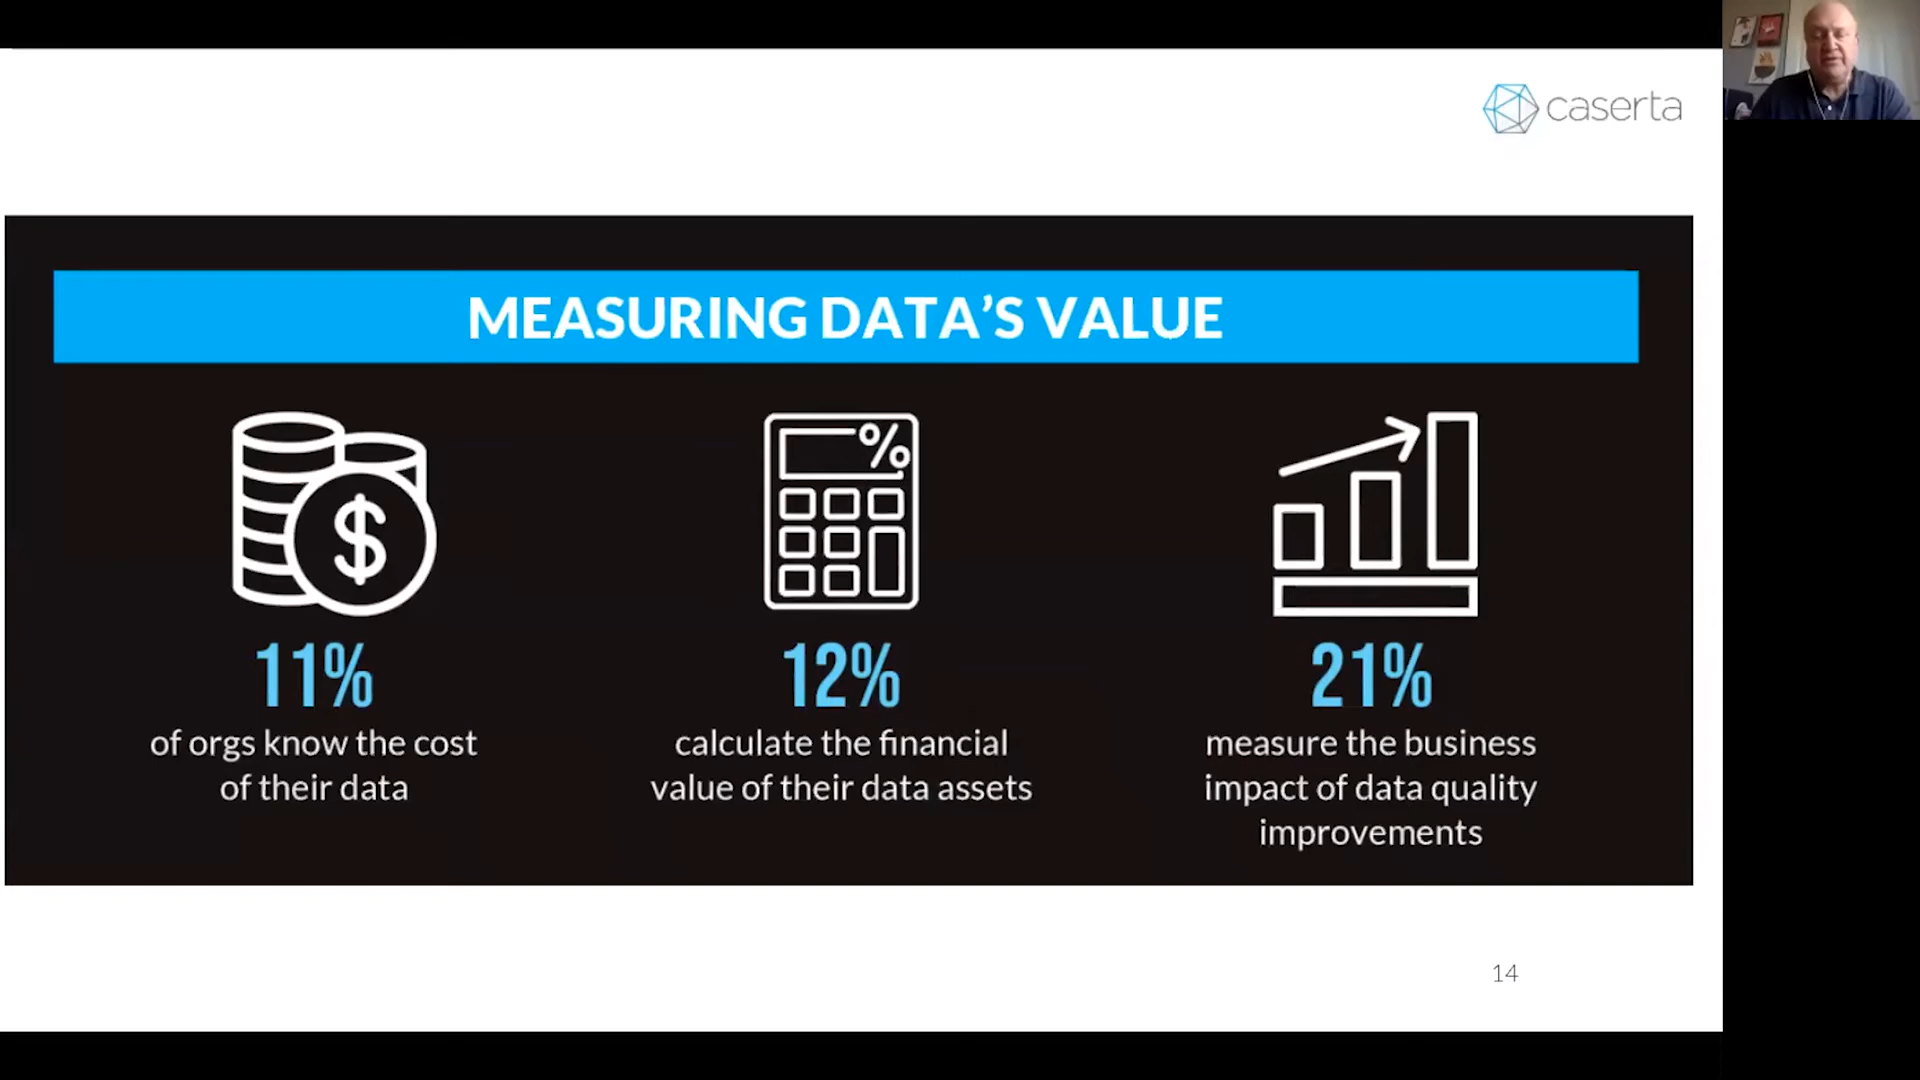 caserta
MEASURING DATA’S VALUE
$
%
11%
of orgs know the cost
of their data
12%
calculate the financial
value of their data assets
21%
measure the business
impact of data quality
improvements
14